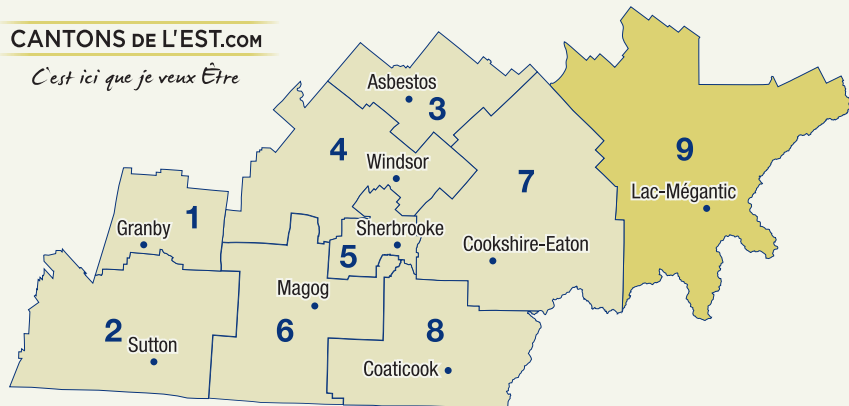 CANTONS DE L'EST.COM
C'est ici que je veux Être
Asbestos
3
4
Windsor
9
7
Lac-Mégantic
1
Granby
Sherbrooke
5
Cookshire-Eaton
Magog
2
Sutton
6
8
Coaticook